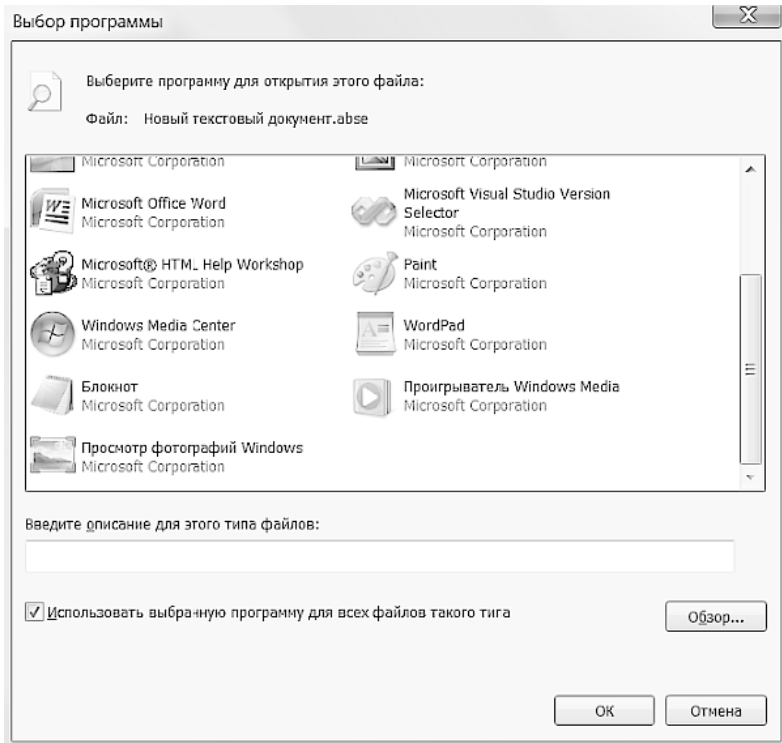 Выбор программы
Выберите программу для открытия этого файла:
Файл: Новый текстовый документ.abse
Microsoft Corporation
Microsoft Corporation
Microsoft Office Word
Microsoft Corporation
Microsoft Visual Studio Version
Selector
Microsoft Corporation
Microsoft® HTML Help Workshop
Microsoft Corporation
Paint
Microsoft Corporation
Windows Media Center
Microsoft Corporation
WordPad
Microsoft Corporation
Блокнот
Microsoft Corporation
Проигрыватель Windows Media
Microsoft Corporation
Просмотр фотографий Windows
Microsoft Corporation
Введите описание для этого типа файлов:
Использовать выбранную программу для всех файлов такого типа
Обзор...
ОК
Отмена